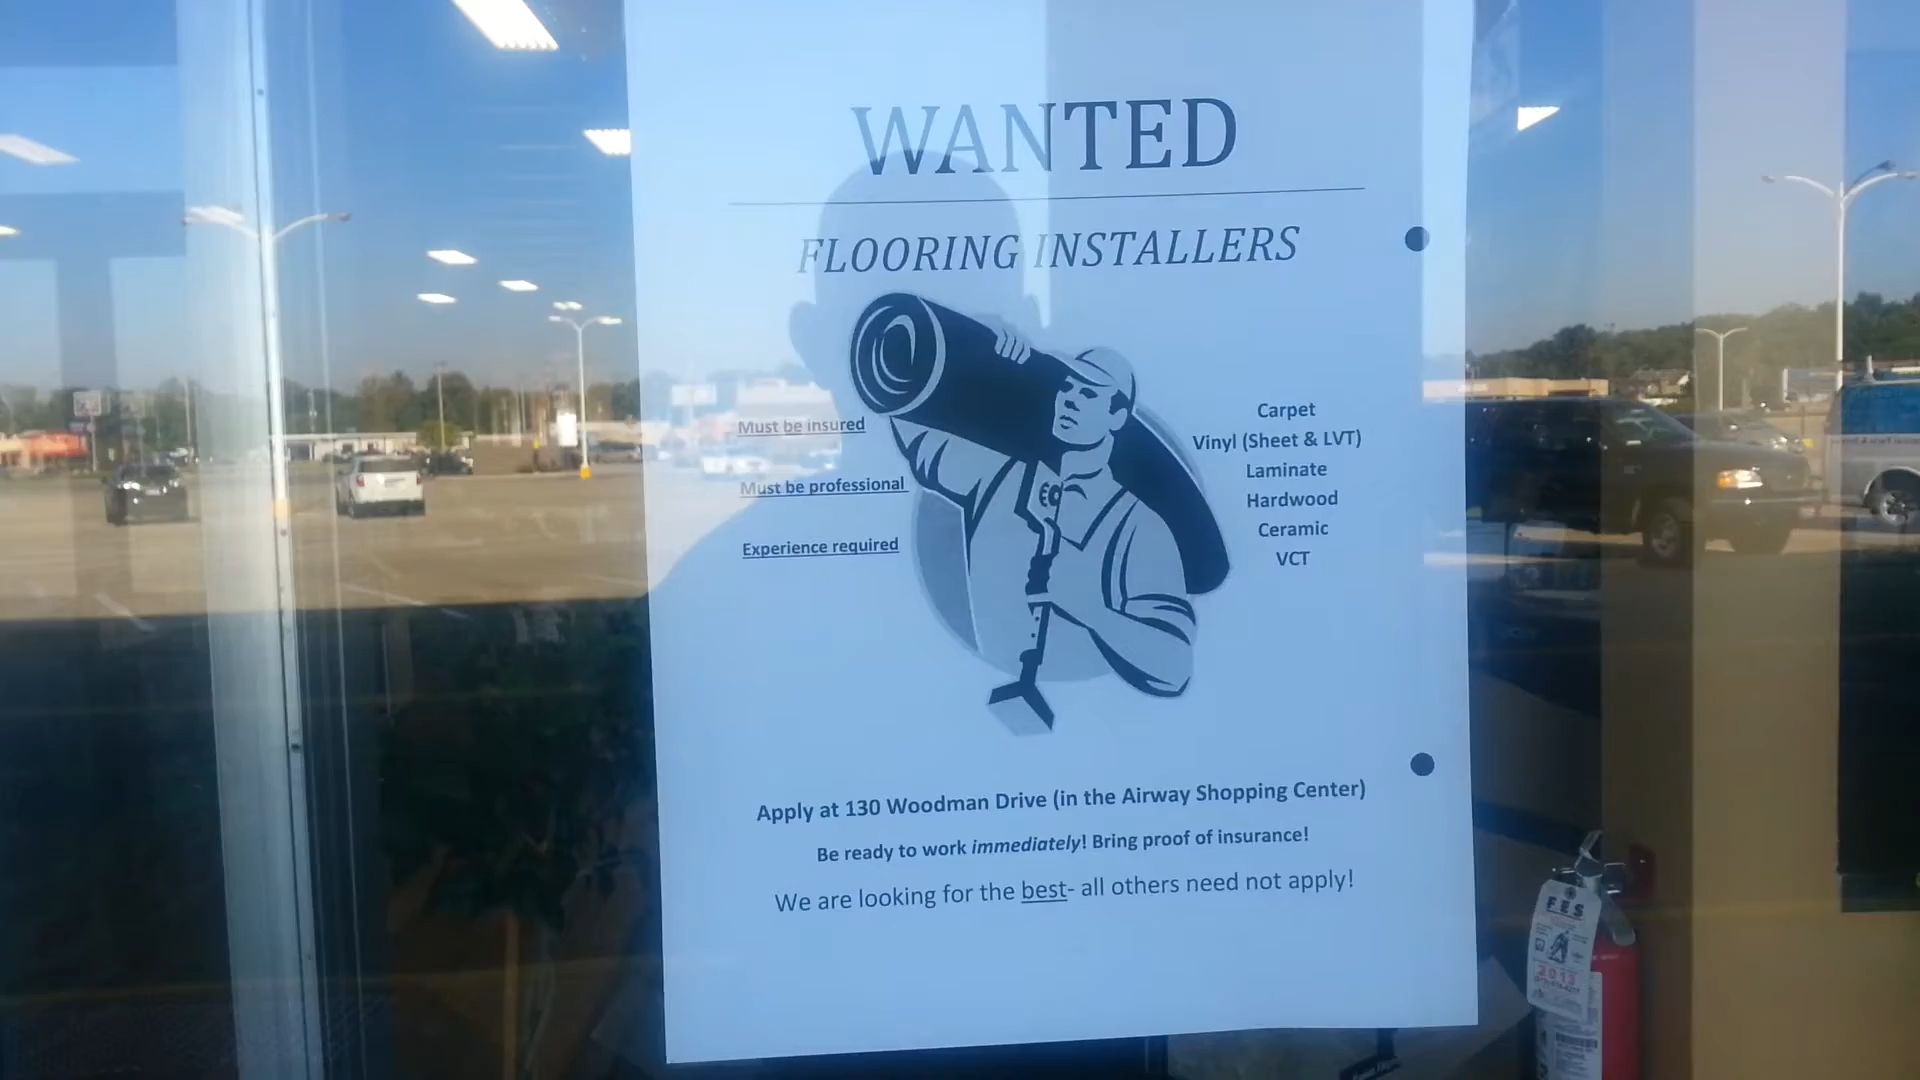 WANTED
FLOORING INSTALLERS
Must be insured
Must be professional
Experience required
Carpet
Vinyl (Sheet & LVT)
Laminate
Hardwood
Ceramic
VCT
Apply at 130 Woodman Drive (in the Airway Shopping Center)
Be ready to work immediately! Bring proof of insurance!
We are looking for the best- all others need not apply!
FES
2013